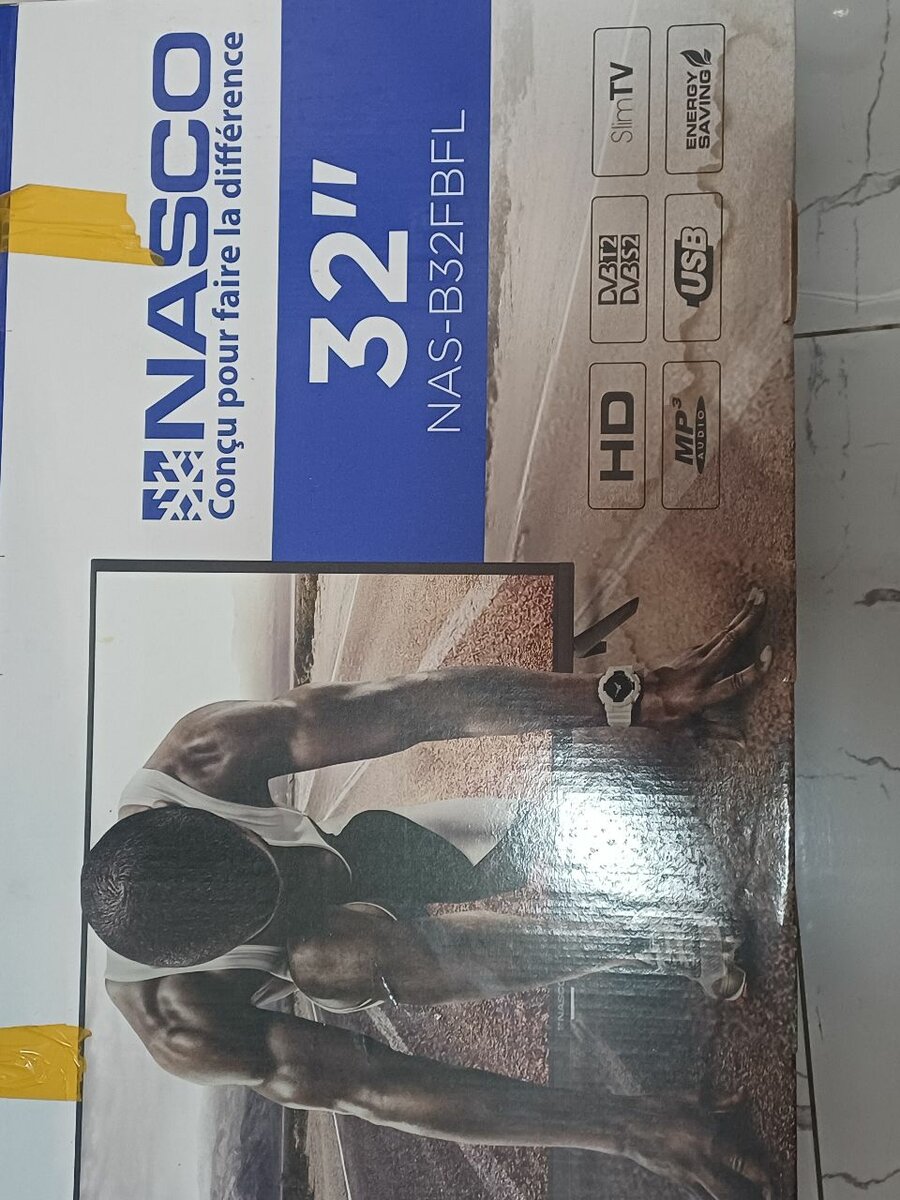 NASCO
Conçu pour faire la différence
32"
NAS-B32FBFL
HD
DVB T2
DVB S2
SlimTV
MP3
AUDIO
USB
ENERGY
SAVING
NASCO